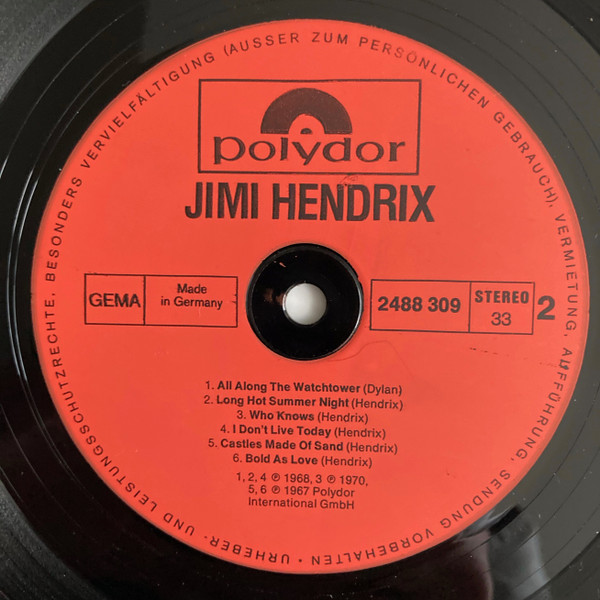 URHEBER- UND LEISTUNGSSCHUTZRECHTE, BESONDERS VERVIELFÄLTIGUNG (AUSSER ZUM PERSÖNLICHEN GEBRAUCH), VERMIETUNG, AUFFÜHRUNG, SENDUNG VORBEHALTEN •
polydor
JIMI HENDRIX
GEMA
Made
in Germany
2488 309
STEREO
33
2
1. All Along The Watchtower (Dylan)
2. Long Hot Summer Night (Hendrix)
3. Who Knows (Hendrix)
4. I Don't Live Today (Hendrix)
5. Castles Made Of Sand (Hendrix)
6. Bold As Love (Hendrix)
1, 2, 4 ℗ 1968, 3 ℗ 1970,
5, 6 ℗ 1967 Polydor
International GmbH